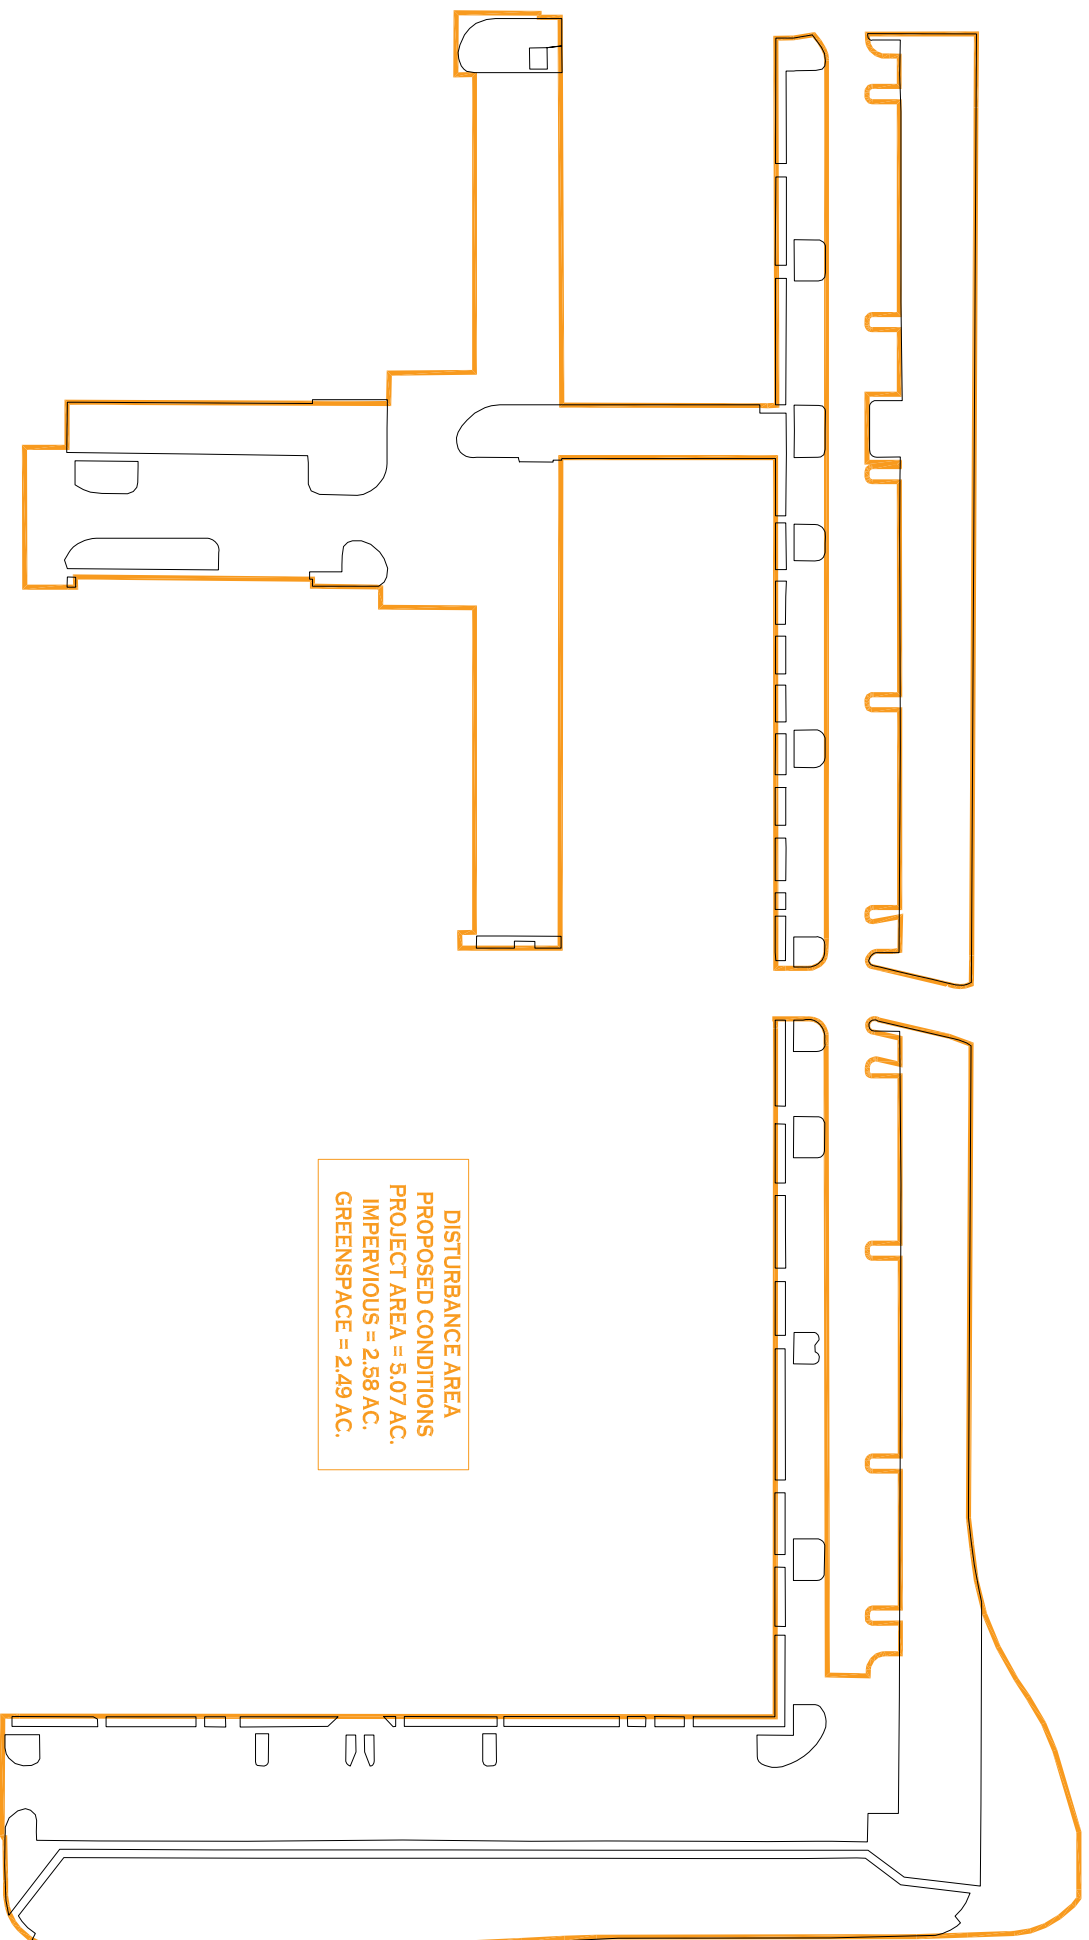 DISTURBANCE AREA
PROPOSED CONDITIONS
PROJECT AREA = 5.07 AC.
IMPERVIOUS = 2.58 AC.
GREENSPACE = 2.49 AC.